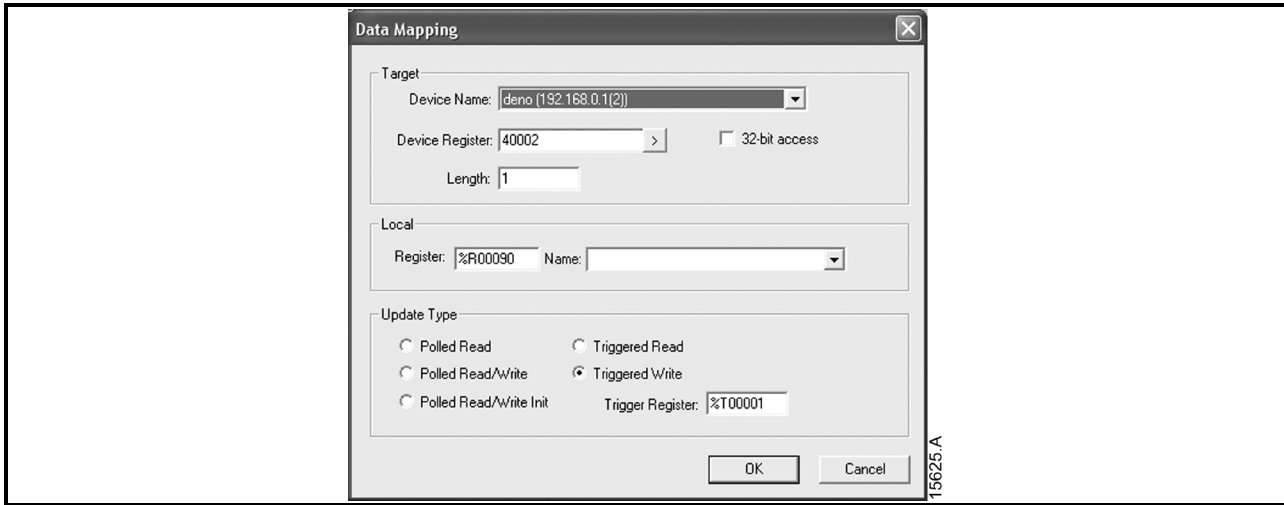 Data Mapping
Target
Device Name: deno (192.168.0.1(2))
Device Register: 40002 > 32-bit access
Length: 1
Local
Register: %R00090 Name:
Update Type
Polled Read Triggered Read
Polled Read/Write Triggered Write
Polled Read/Write Init Trigger Register: %T00001
OK Cancel
15625.A